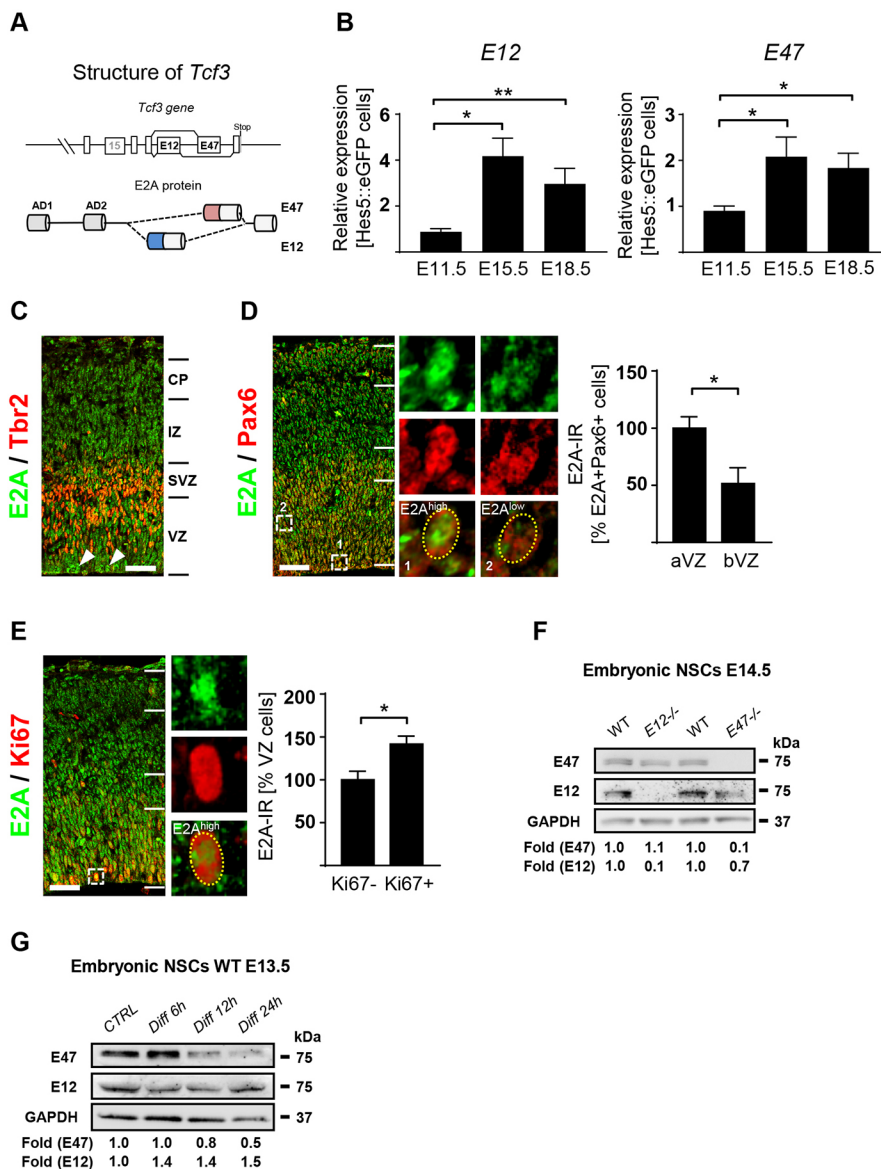 A
Structure of Tcf3
Tcf3 gene
Stop
15
E12
E47
E2A protein
AD1
AD2
E47
E12
B
E12
Relative expression
[Hes5::eGFP cells]
6
4
2
*
**
E11.5 E15.5 E18.5
E47
Relative expression
[Hes5::eGFP cells]
3
2
1
*
*
E11.5 E15.5 E18.5
C
E2A / Tbr2
CP
IZ
SVZ
VZ
D
E2A / Pax6
2
1
E2Ahigh
1
E2Alow
2
E2A-IR
[% E2A+Pax6+ cells]
150
100
50
*
aVZ bVZ
E
E2A / Ki67
E2Ahigh
E2A-IR [% VZ cells]
200
150
100
50
*
Ki67- Ki67+
F
Embryonic NSCs E14.5
WT E12-/- WT E47-/-
kDa
E47 75
E12 75
GAPDH 37
Fold (E47) 1.0 1.1 1.0 0.1
Fold (E12) 1.0 0.1 1.0 0.7
G
Embryonic NSCs WT E13.5
CTRL Diff 6h Diff 12h Diff 24h
kDa
E47 75
E12 75
GAPDH 37
Fold (E47) 1.0 1.0 0.8 0.5
Fold (E12) 1.0 1.4 1.4 1.5